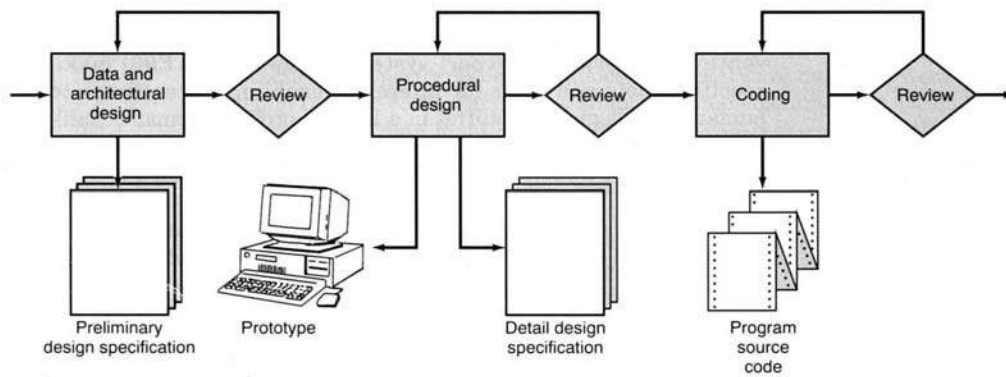 Data and
architectural
design
Review
Procedural
design
Review
Coding
Review
Preliminary
design specification
Prototype
Detail design
specification
Program
source
code